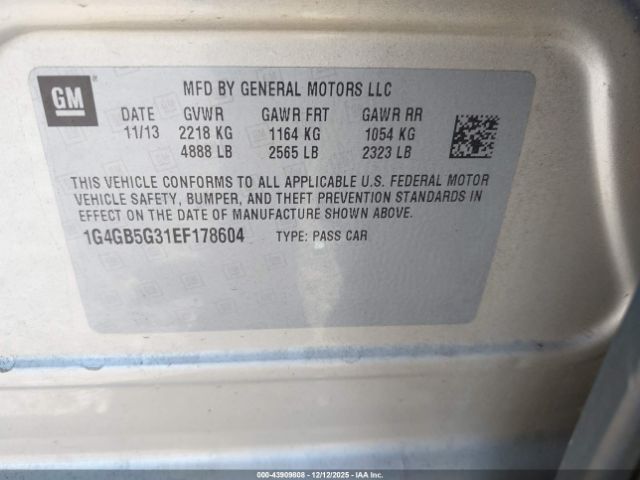 GM
MFD BY GENERAL MOTORS LLC
DATE GVWR GAWR FRT GAWR RR
11/13 2218 KG 1164 KG 1054 KG
4888 LB 2565 LB 2323 LB
THIS VEHICLE CONFORMS TO ALL APPLICABLE U.S. FEDERAL MOTOR
VEHICLE SAFETY, BUMPER, AND THEFT PREVENTION STANDARDS IN
EFFECT ON THE DATE OF MANUFACTURE SHOWN ABOVE.
1G4GB5G31EF178604 TYPE: PASS CAR
© 43909808 - 12/12/2025 - IAA Inc.